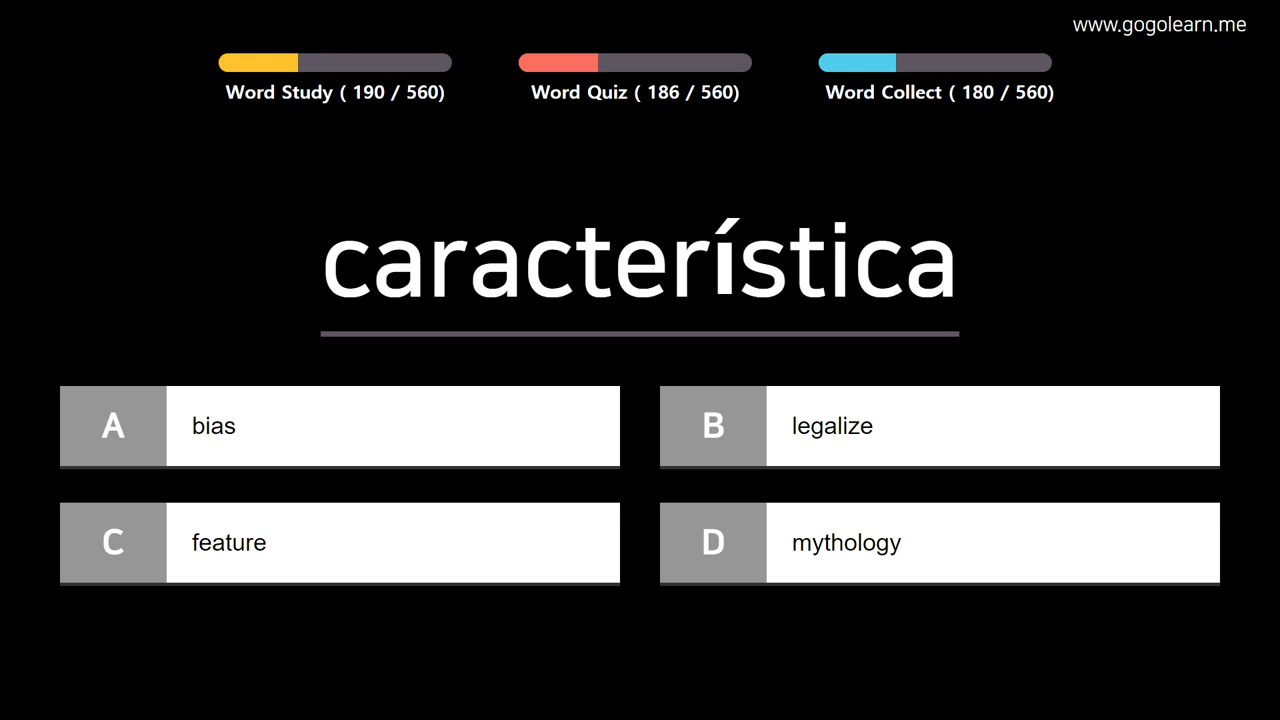 www.gogolearn.me
Word Study ( 190 / 560)
Word Quiz ( 186 / 560)
Word Collect ( 180 / 560)
característica
A bias
B legalize
C feature
D mythology